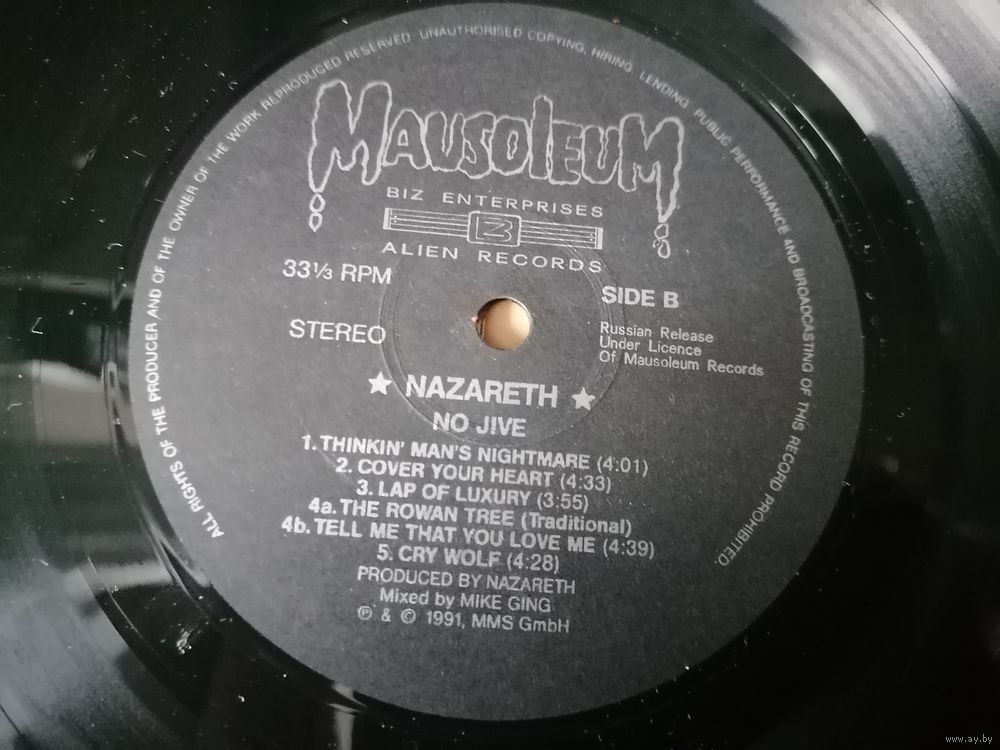 ALL RIGHTS OF THE PRODUCER AND OF THE OWNER OF THE WORK REPRODUCED RESERVED. UNAUTHORISED COPYING, HIRING, LENDING, PUBLIC PERFORMANCE AND BROADCASTING OF THIS RECORD PROHIBITED.
MAUSOLEUM
BIZ ENTERPRISES
B
ALIEN RECORDS
33⅓ RPM
STEREO
SIDE B
Russian Release
Under Licence
Of Mausoleum Records
★ NAZARETH ★
NO JIVE
1. THINKIN' MAN'S NIGHTMARE (4:01)
2. COVER YOUR HEART (4:33)
3. LAP OF LUXURY (3:55)
4a. THE ROWAN TREE (Traditional)
4b. TELL ME THAT YOU LOVE ME (4:39)
5. CRY WOLF (4:28)
PRODUCED BY NAZARETH
Mixed by MIKE GING
℗ & © 1991, MMS GmbH
www.ay.by